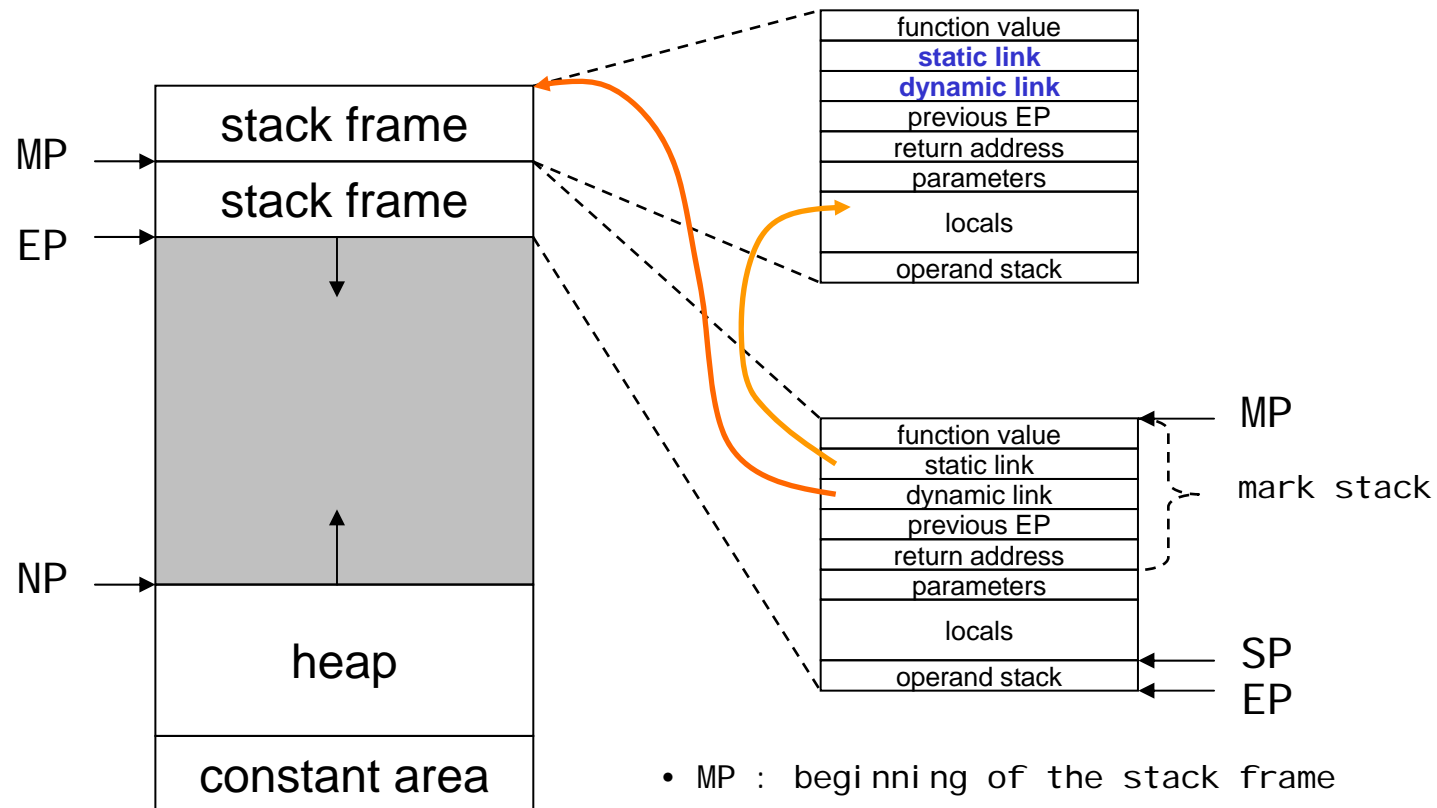 function value
static link
dynamic link
previous EP
return address
parameters
locals
operand stack
stack frame
MP
stack frame
EP
NP
heap
constant area
function value
static link
dynamic link
previous EP
return address
parameters
locals
operand stack
MP
mark stack
SP
EP
• MP : beginning of the stack frame